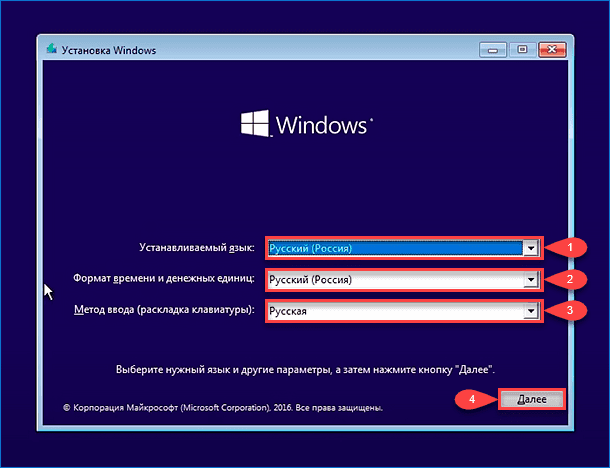 Установка Windows
Windows
Устанавливаемый язык: Русский (Россия) 1
Формат времени и денежных единиц: Русский (Россия) 2
Метод ввода (раскладка клавиатуры): Русская 3
Выберите нужный язык и другие параметры, а затем нажмите кнопку "Далее".
4 Далее
© Корпорация Майкрософт (Microsoft Corporation), 2016. Все права защищены.